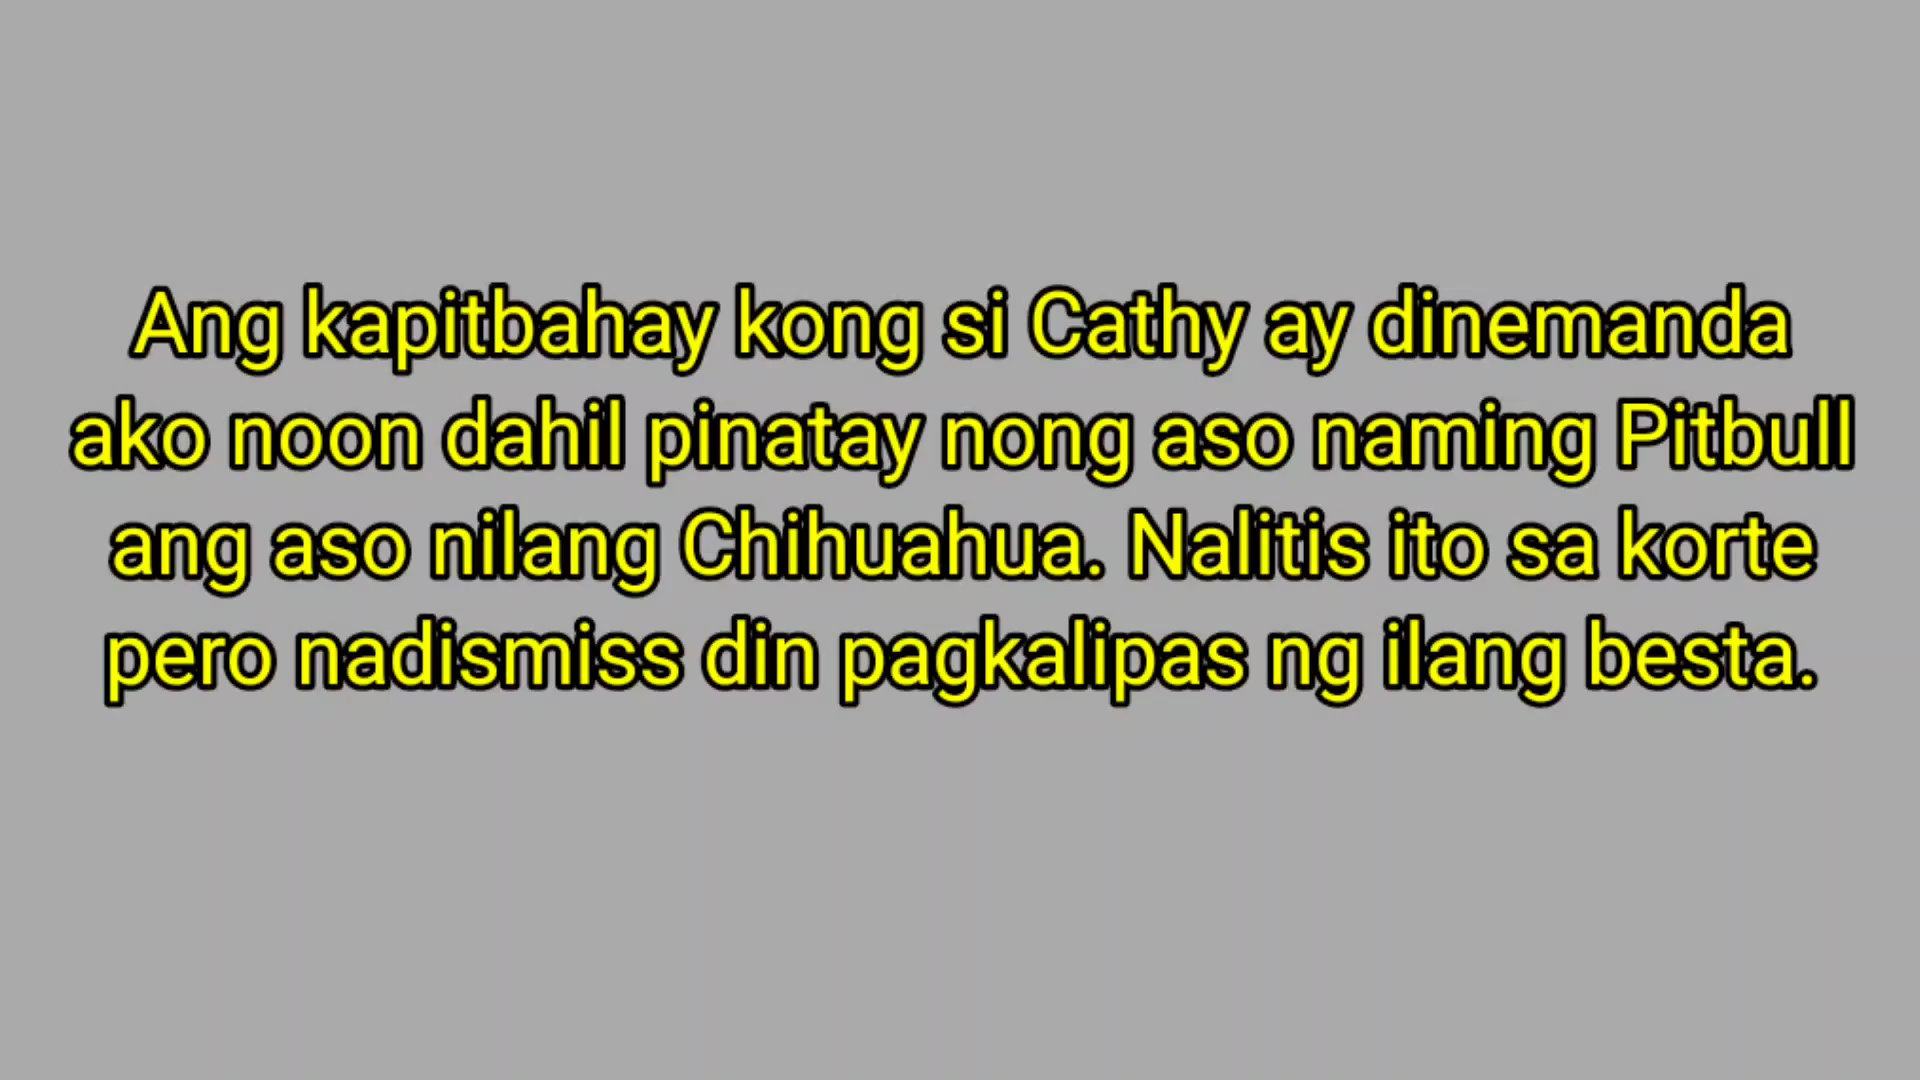 Ang kapitbahay kong si Cathy ay dinemanda
ako noon dahil pinatay nong aso naming Pitbull
ang aso nilang Chihuahua. Nalitis ito sa korte
pero nadismiss din pagkalipas ng ilang besta.